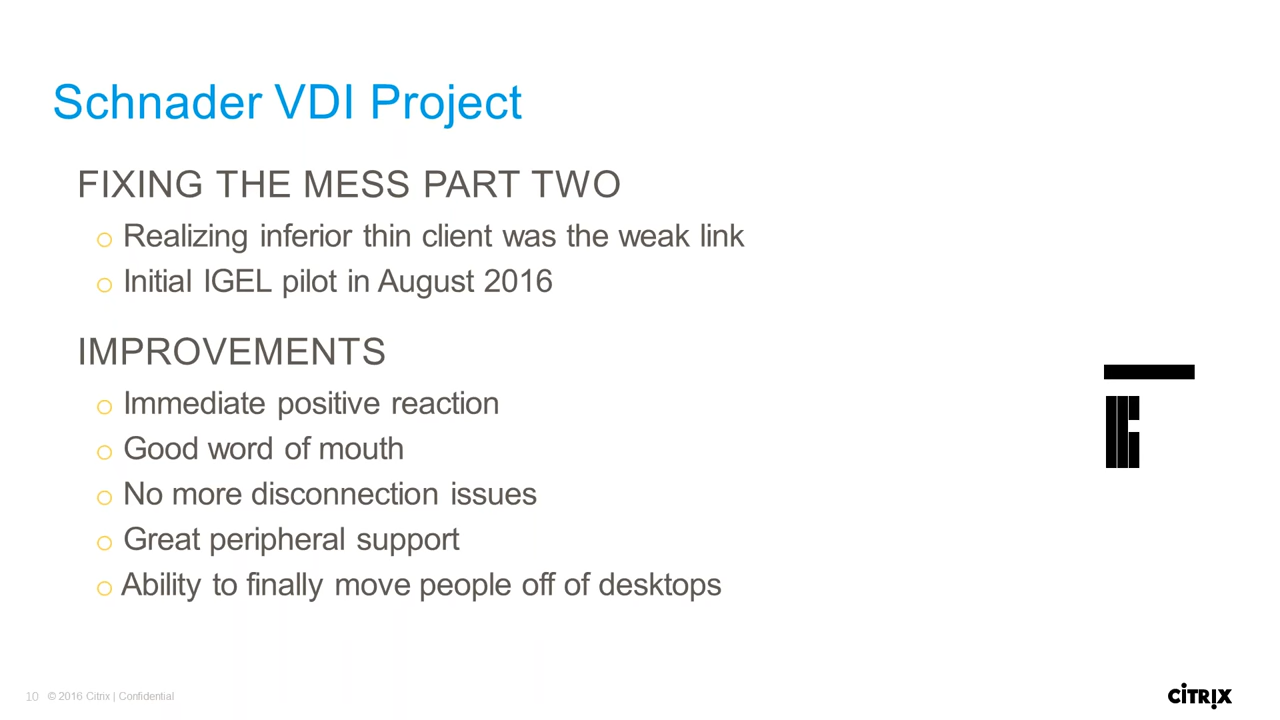 Schnader VDI Project
FIXING THE MESS PART TWO
o Realizing inferior thin client was the weak link
o Initial IGEL pilot in August 2016
IMPROVEMENTS
o Immediate positive reaction
o Good word of mouth
o No more disconnection issues
o Great peripheral support
o Ability to finally move people off of desktops
10 © 2016 Citrix | Confidential
CİTRIX